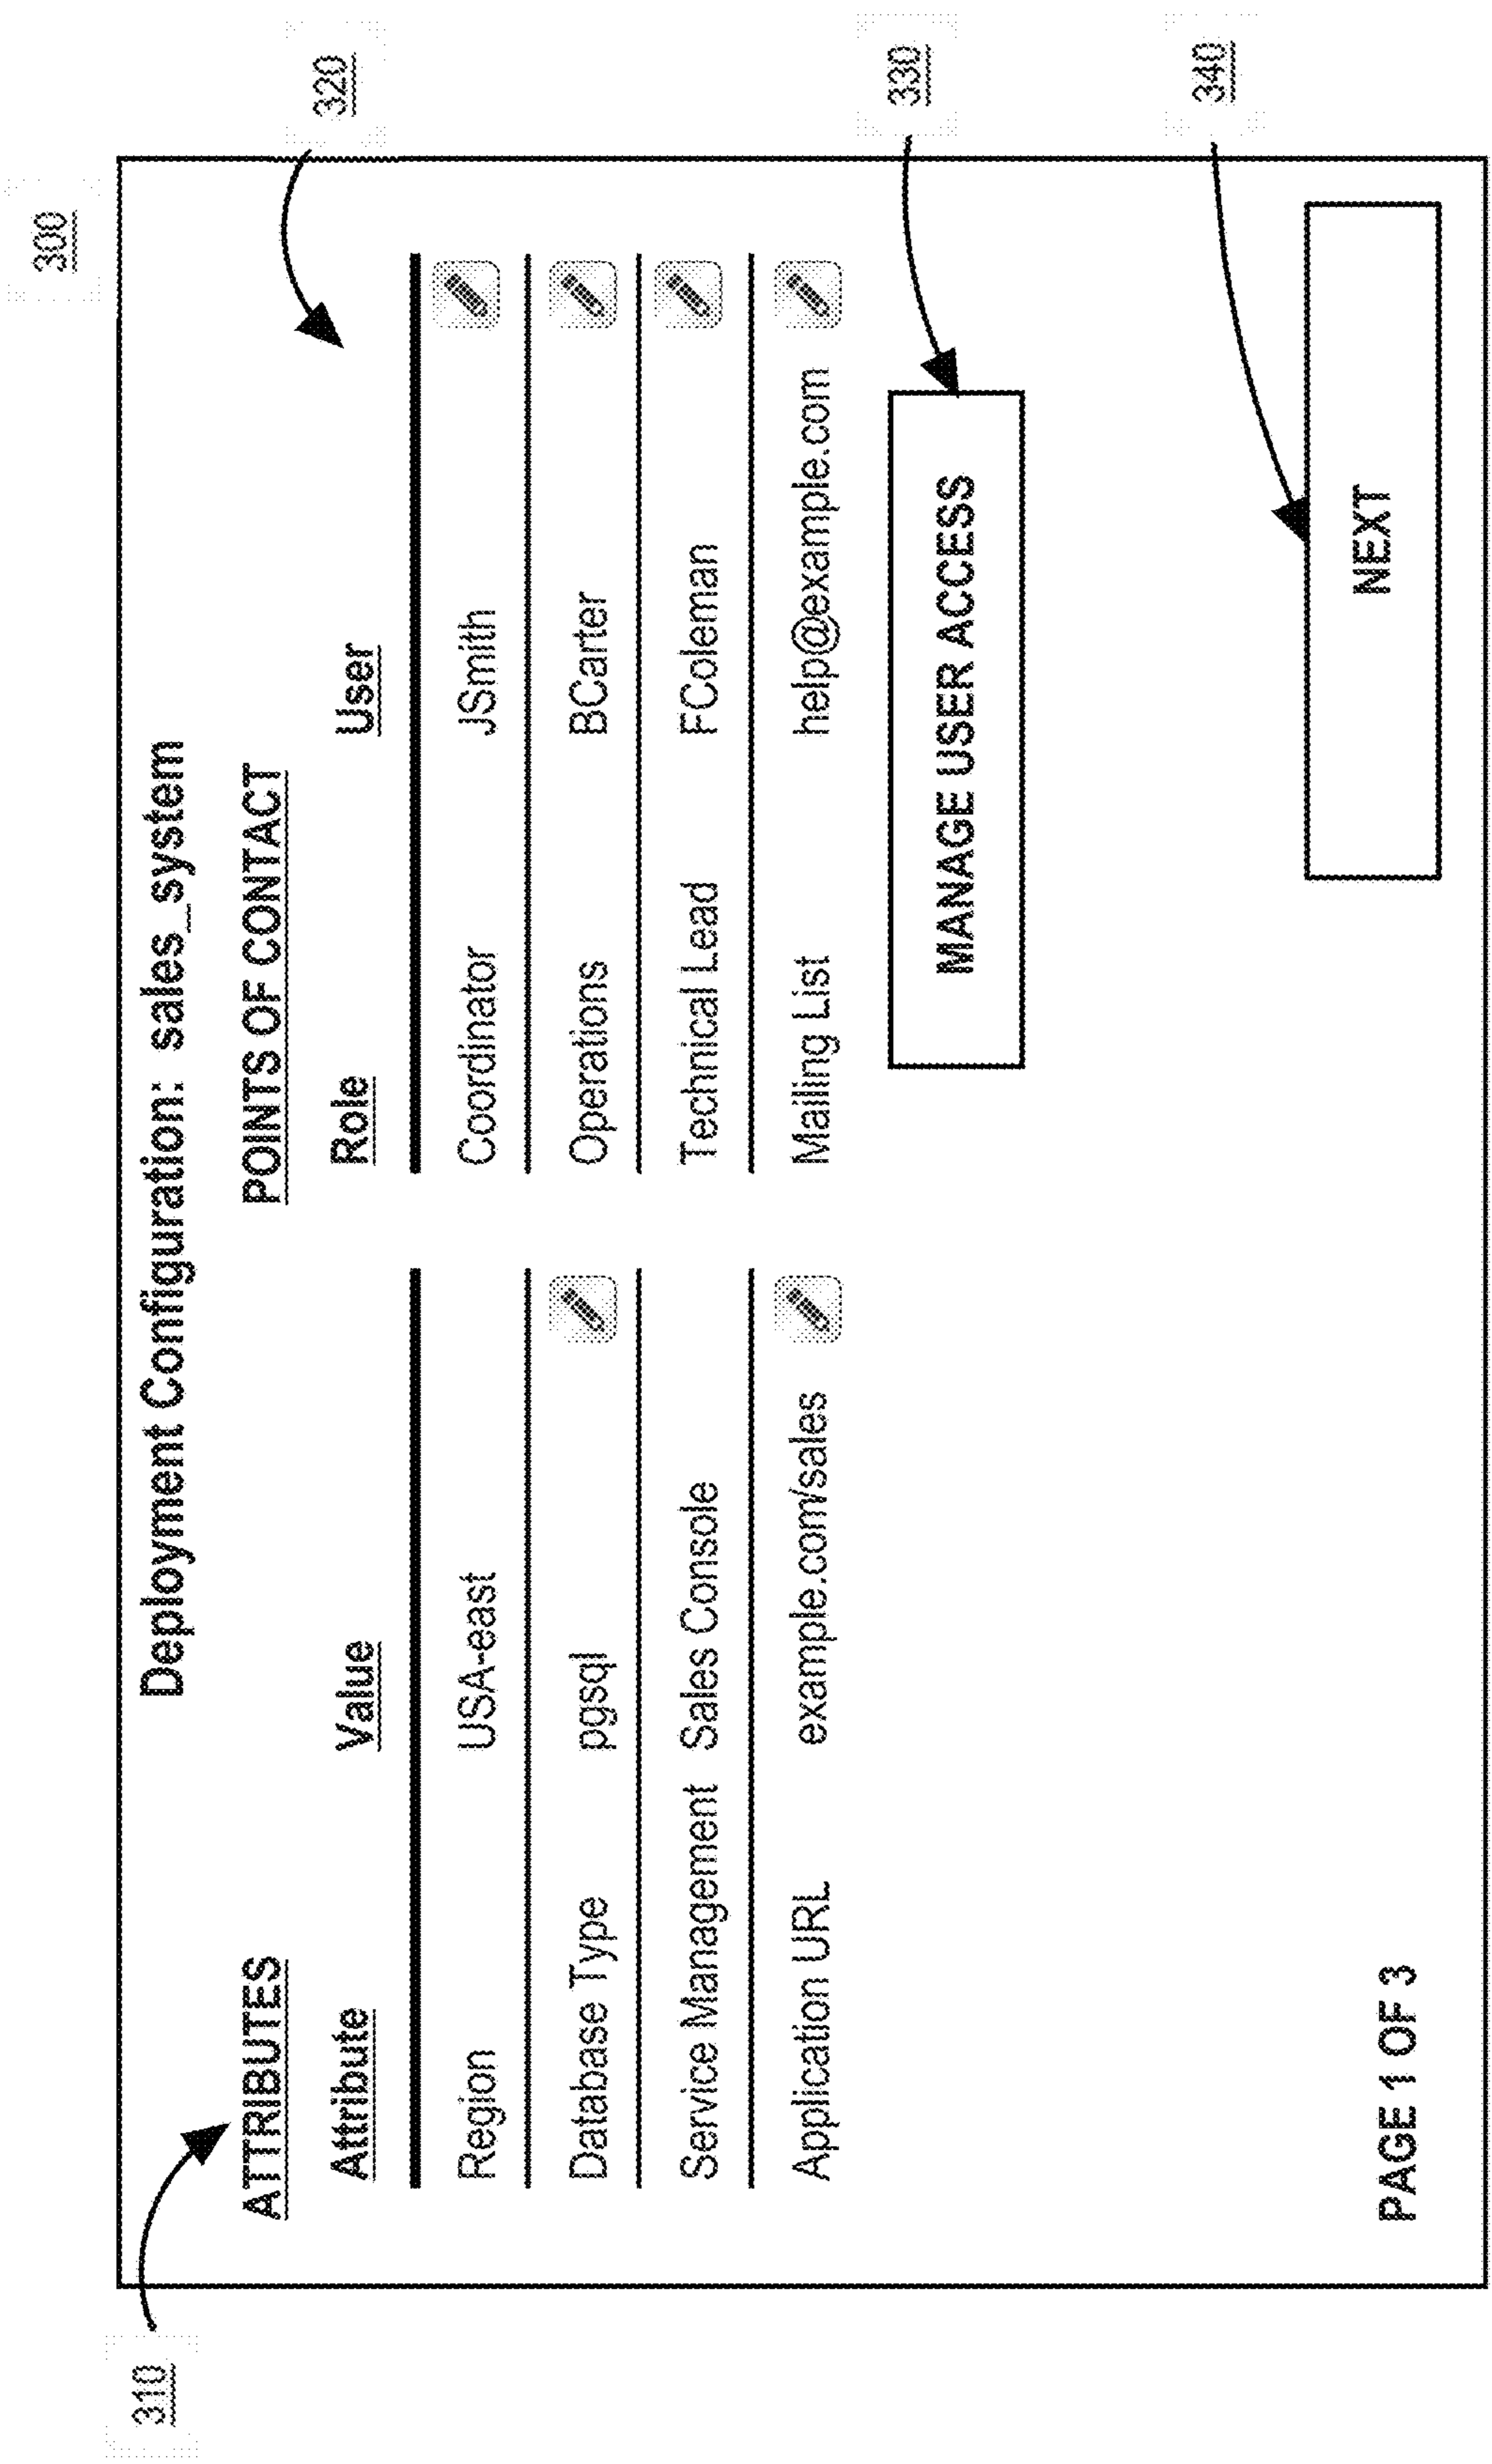 300
Deployment Configuration: sales_system
310
320
ATTRIBUTES POINTS OF CONTACT
Attribute Value Role User
Region USA-east Coordinator JSmith
Database Type pgsql Operations BCarter
Service Management Sales Console Technical Lead FColeman
Application URL example.com/sales Mailing List help@example.com
330
MANAGE USER ACCESS
340
PAGE 1 OF 3 NEXT